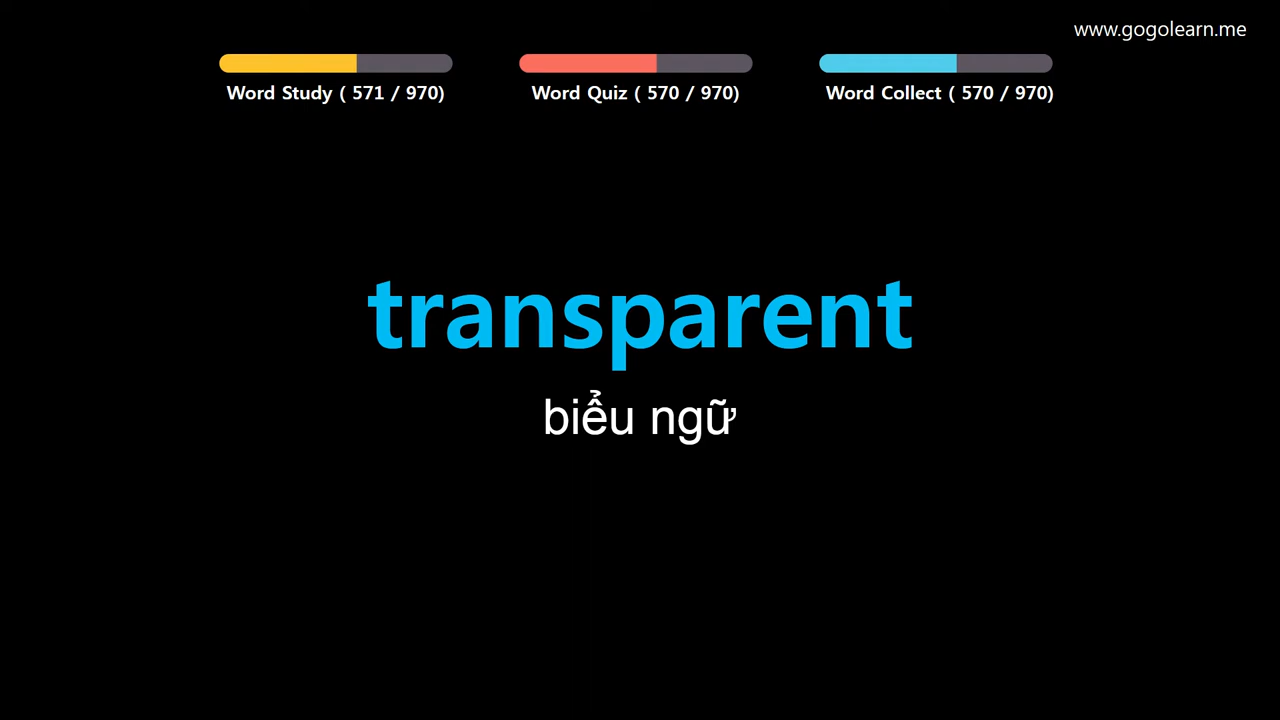 www.gogolearn.me
Word Study ( 571 / 970)
Word Quiz ( 570 / 970)
Word Collect ( 570 / 970)
transparent
biểu ngữ